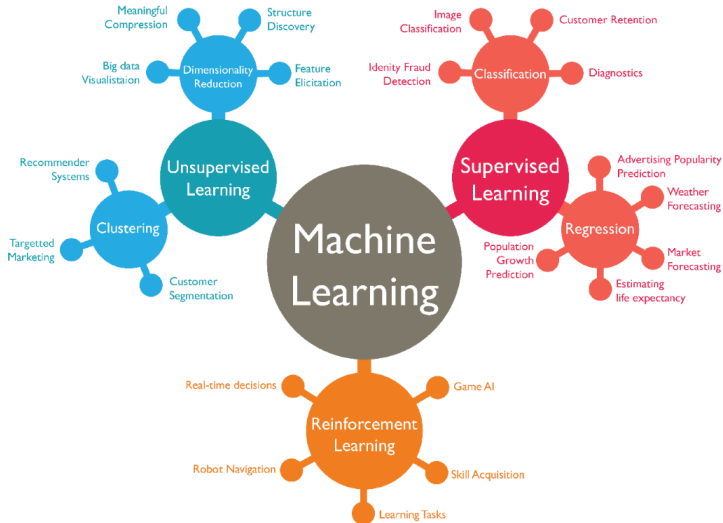 Meaningful
Compression
Structure
Discovery
Big data
Visualistaion
Dimensionality
Reduction
Feature
Elicitation
Unsupervised
Learning
Recommender
Systems
Clustering
Targetted
Marketing
Customer
Segmentation
Image
Classification
Customer Retention
Idenity Fraud
Detection
Classification
Diagnostics
Supervised
Learning
Advertising Popularity
Prediction
Weather
Forecasting
Regression
Population
Growth
Prediction
Market
Forecasting
Estimating
life expectancy
Machine
Learning
Real-time decisions
Game AI
Reinforcement
Learning
Robot Navigation
Skill Acquisition
Learning Tasks